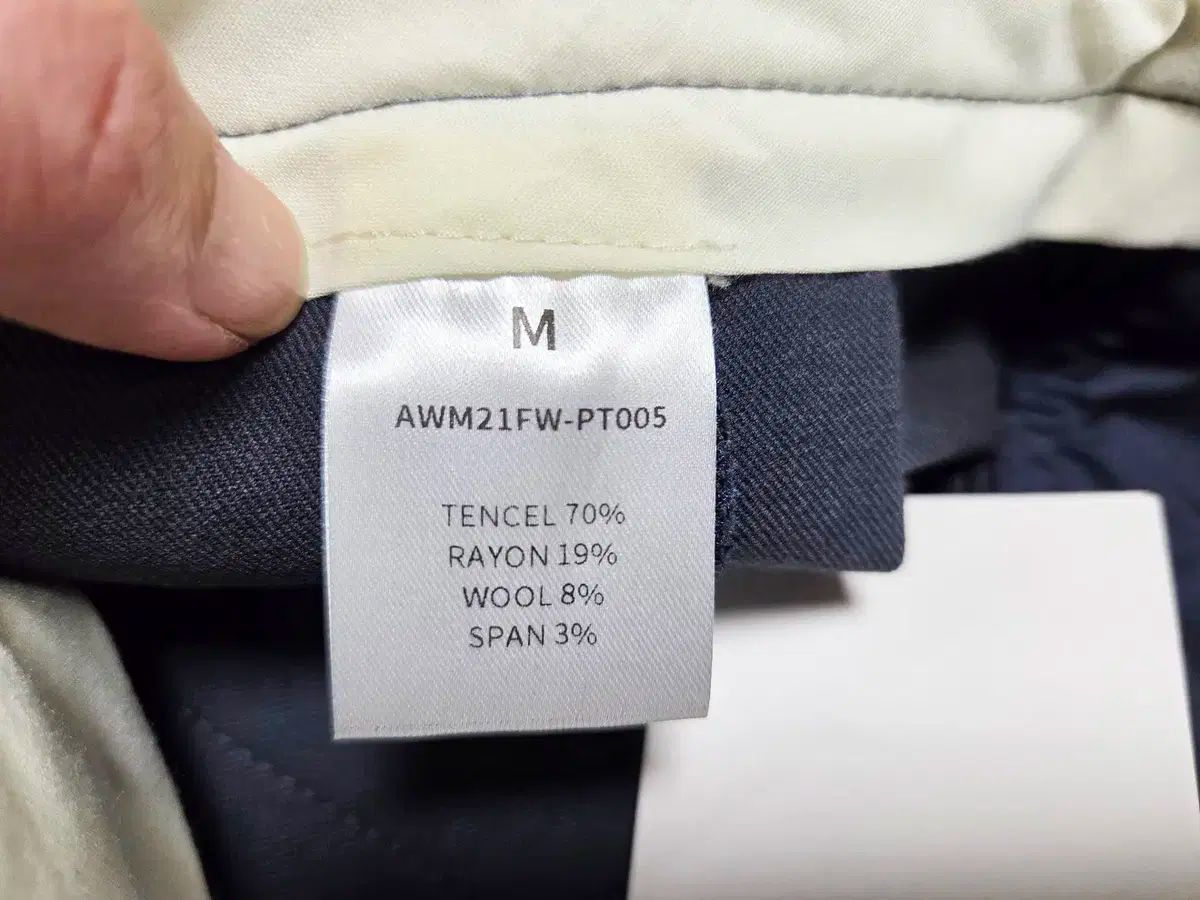 M
AWM21FW-PT005
TENCEL 70%
RAYON 19%
WOOL 8%
SPAN 3%